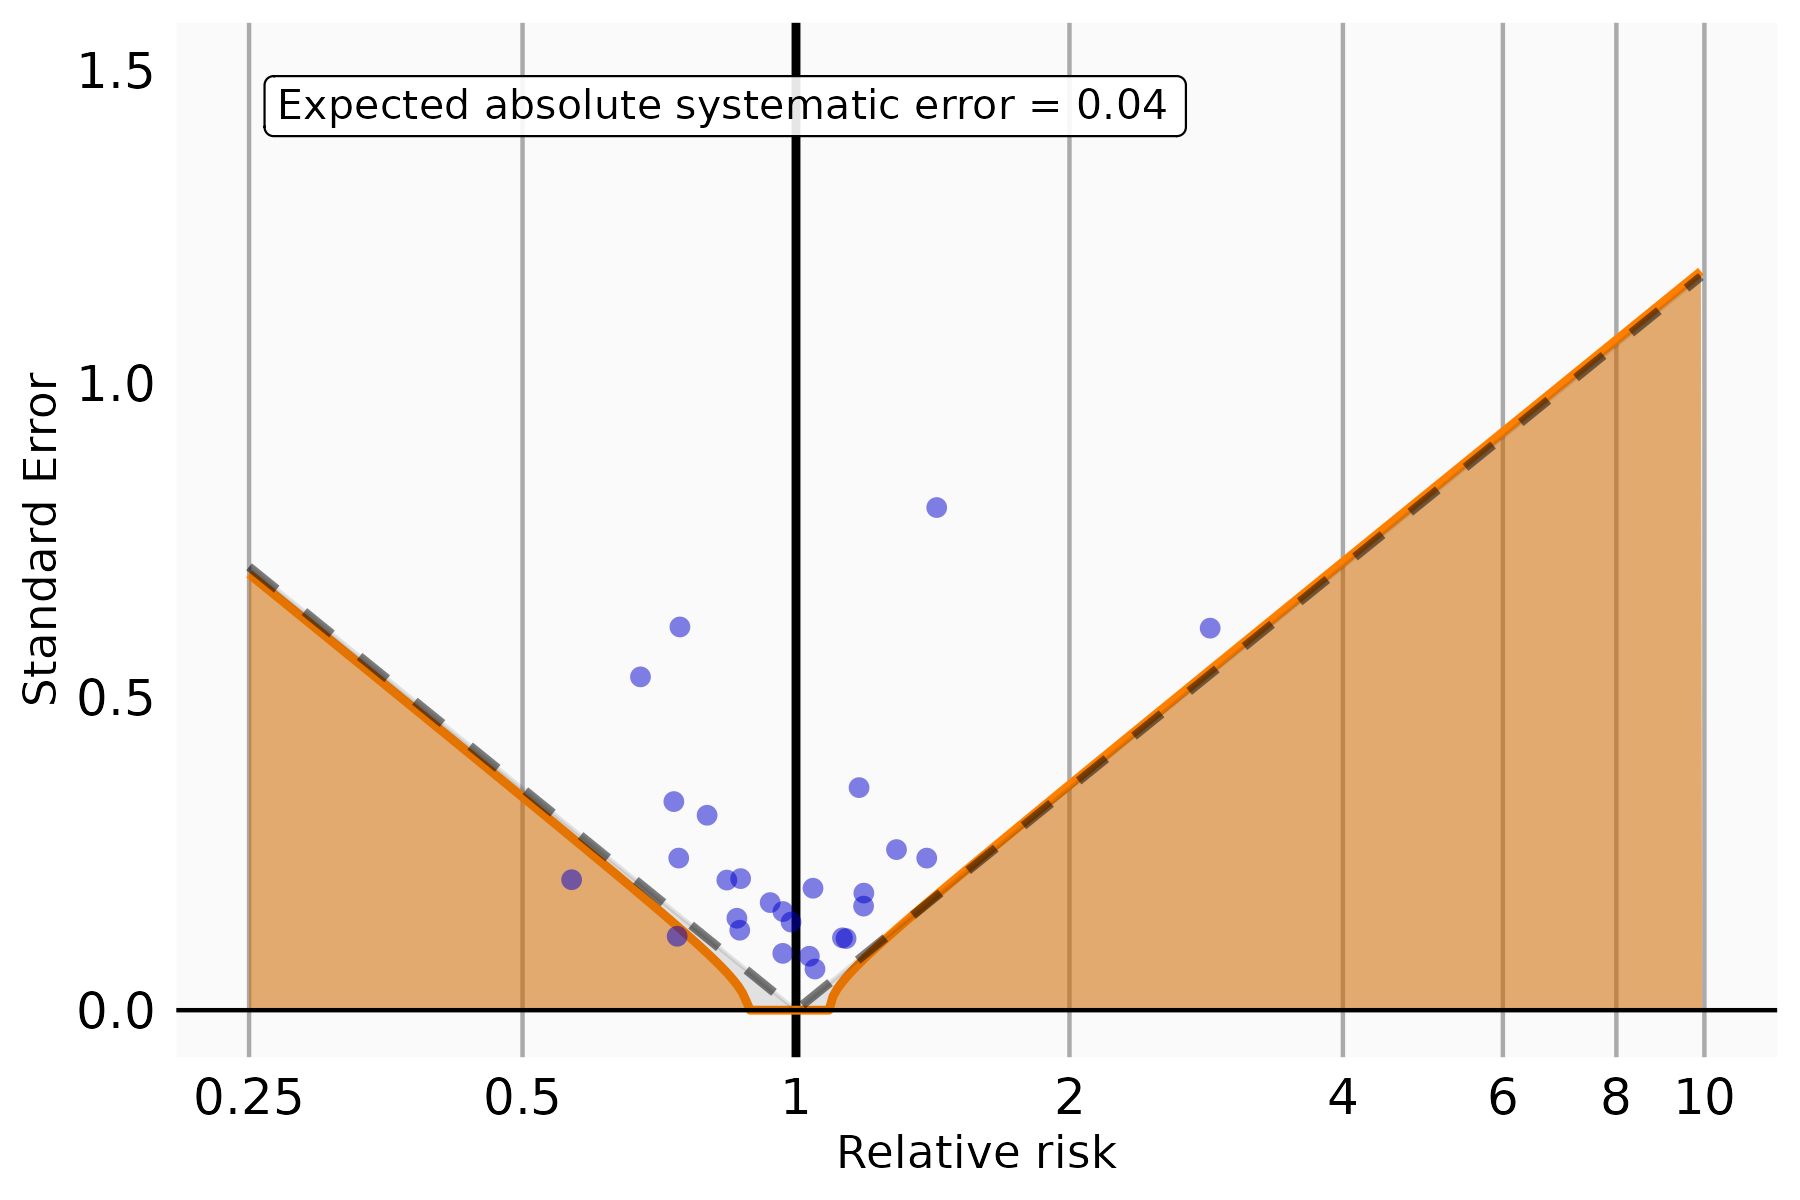 1.5
Expected absolute systematic error = 0.04
1.0
Standard Error
0.5
0.0
0.25 0.5 1 2 4 6 8 10
Relative risk